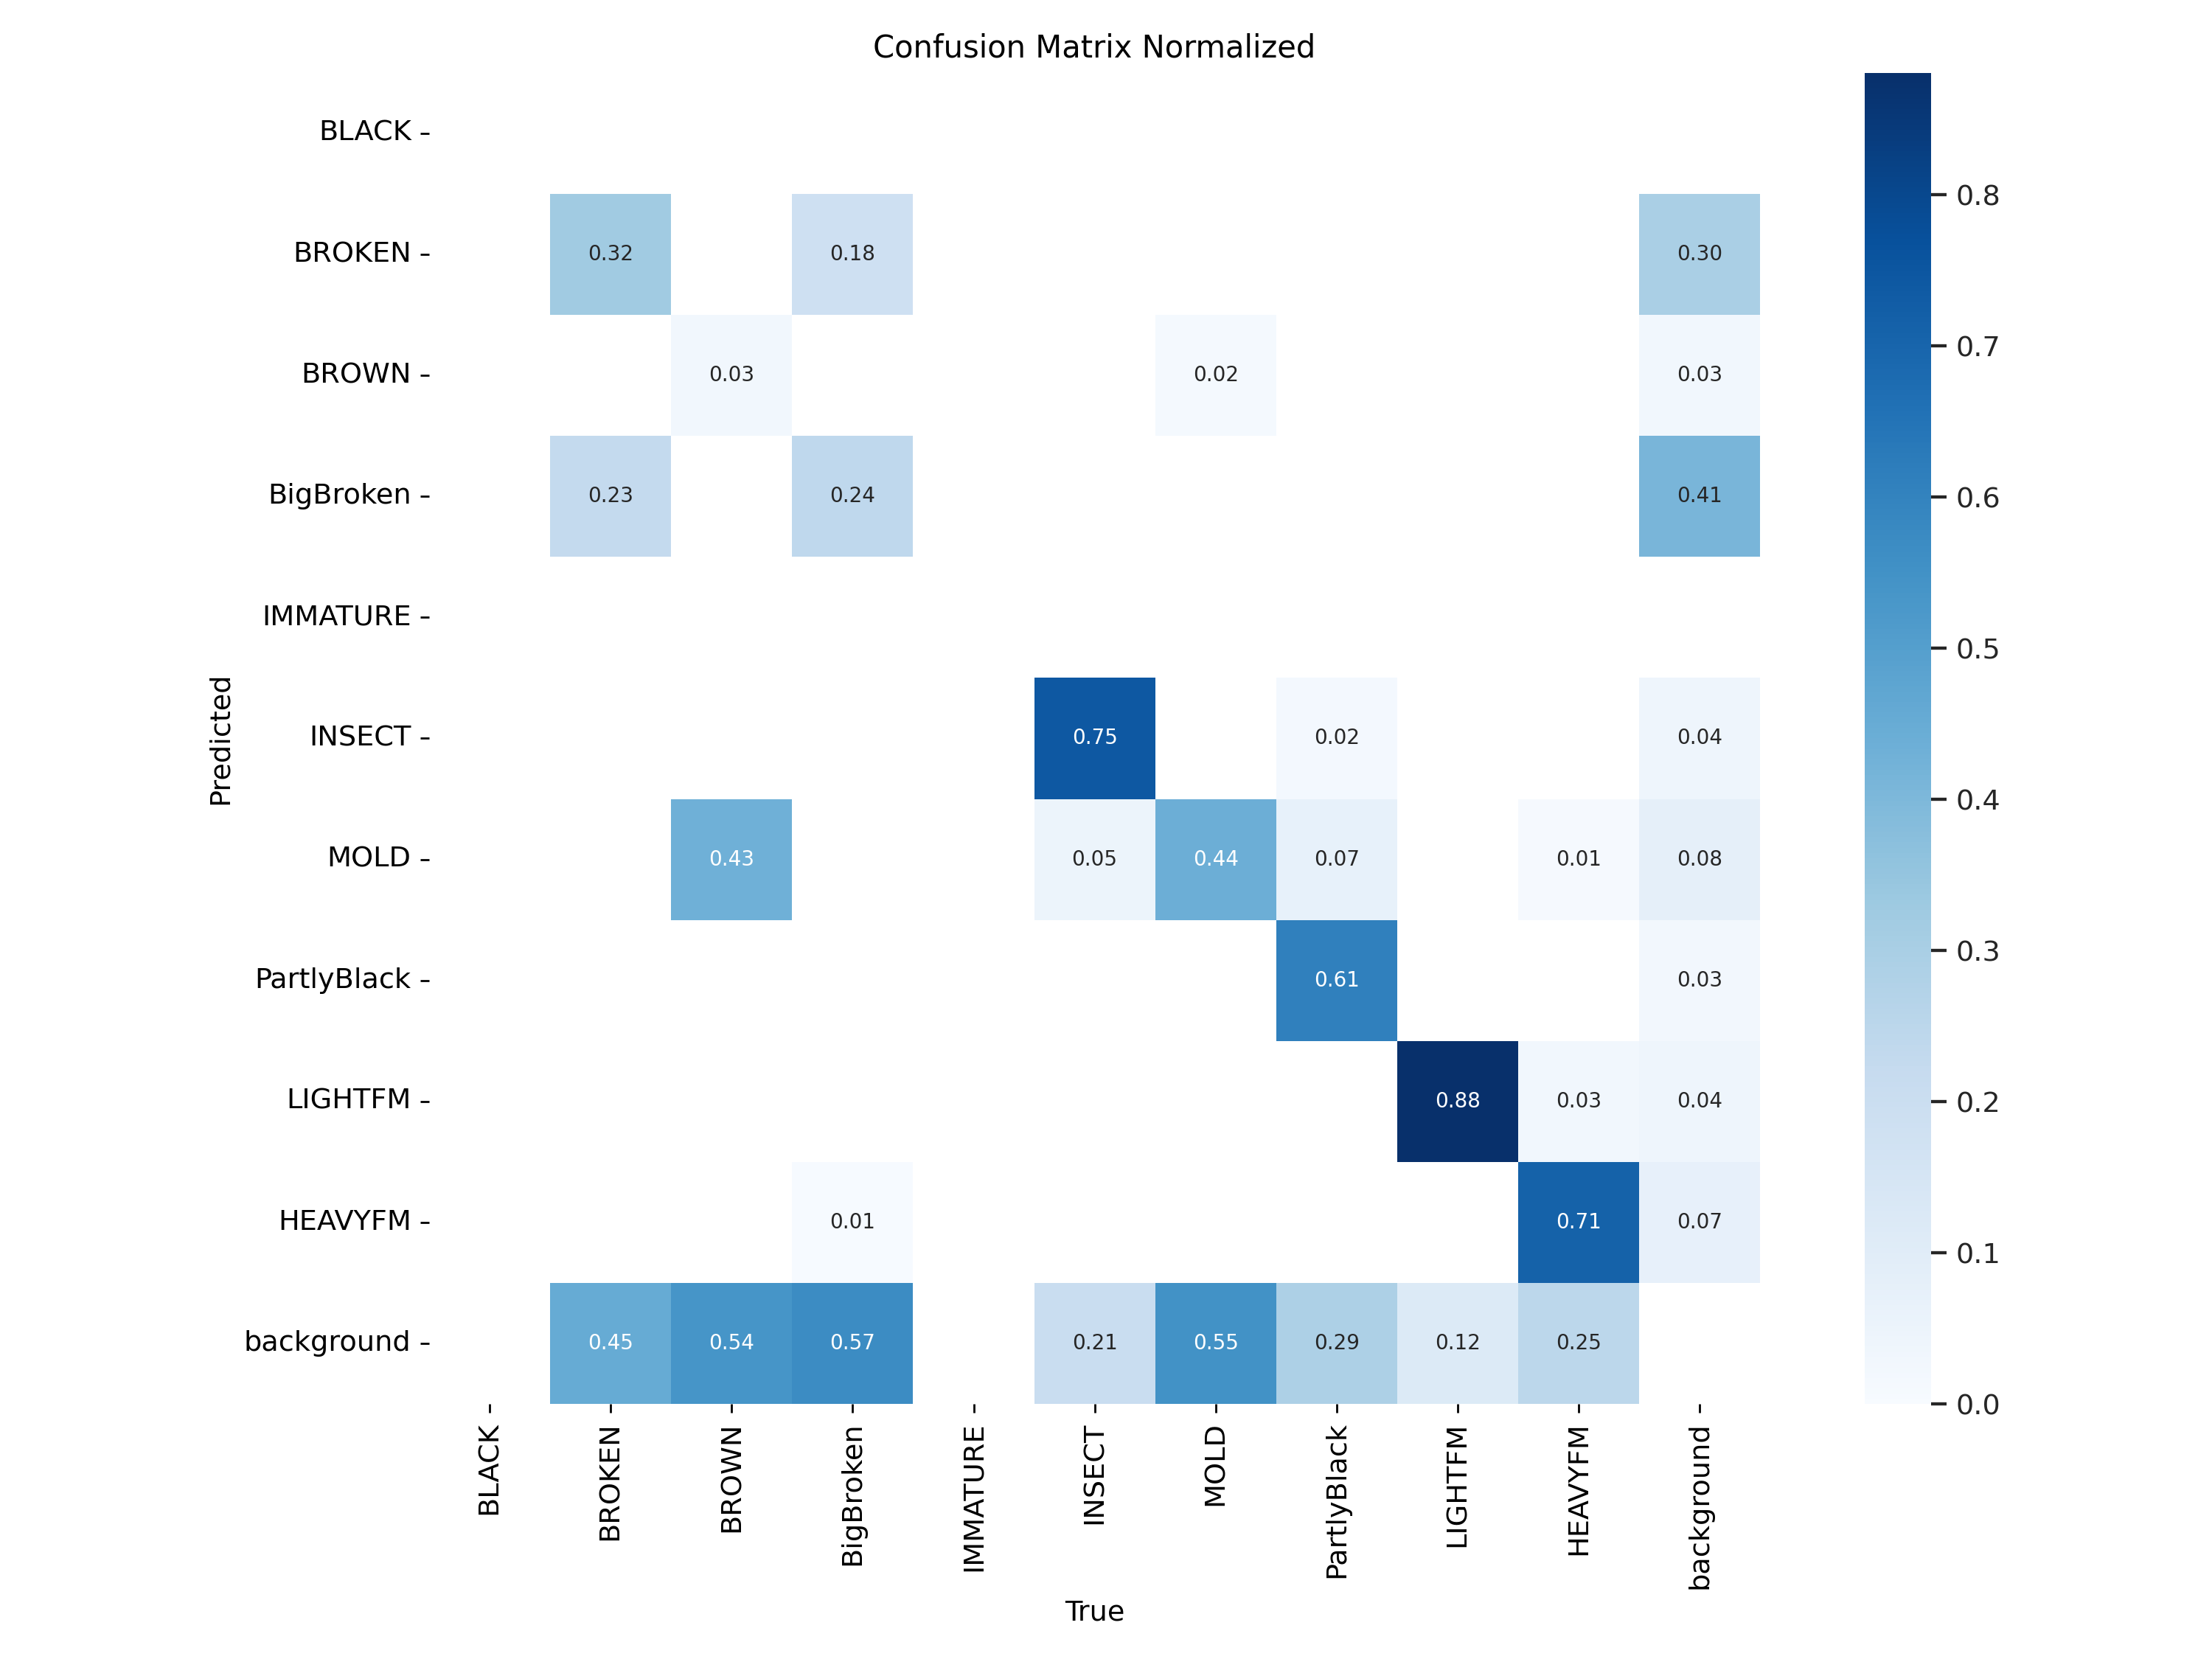 Confusion Matrix Normalized
BLACK
BROKEN 0.32 0.18 0.30
BROWN 0.03 0.02 0.03
BigBroken 0.23 0.24 0.41
IMMATURE
INSECT 0.75 0.02 0.04
MOLD 0.43 0.05 0.44 0.07 0.01 0.08
PartlyBlack 0.61 0.03
LIGHTFM 0.88 0.03 0.04
HEAVYFM 0.01 0.71 0.07
background 0.45 0.54 0.57 0.21 0.55 0.29 0.12 0.25
Predicted
BLACK
BROKEN
BROWN
BigBroken
IMMATURE
INSECT
MOLD
PartlyBlack
LIGHTFM
HEAVYFM
background
True
0.8
0.7
0.6
0.5
0.4
0.3
0.2
0.1
0.0